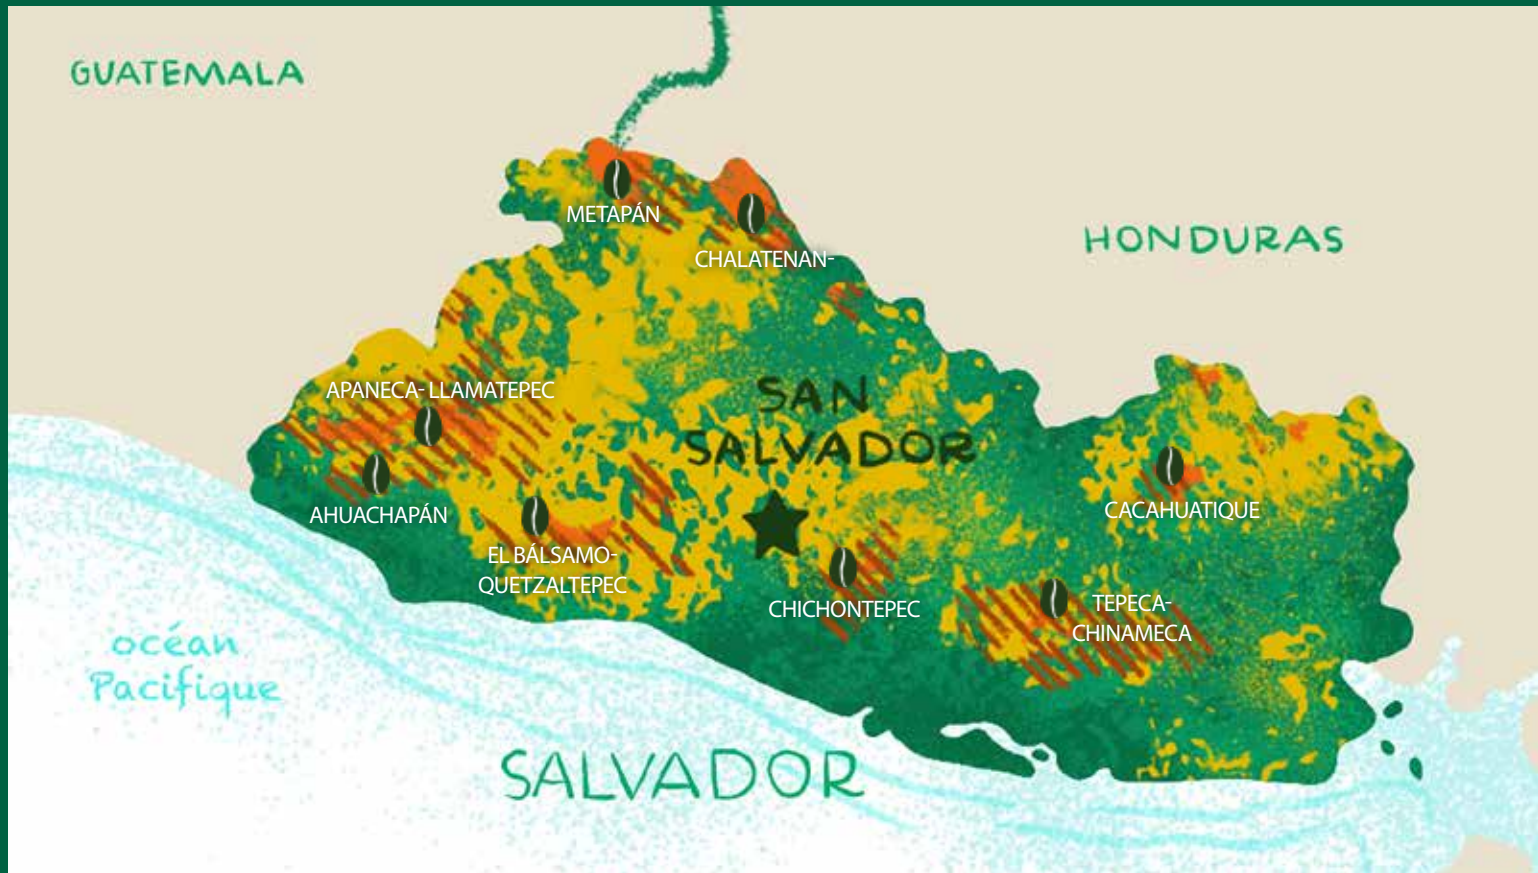 GUATEMALA
METAPÁN
HONDURAS
CHALATENAN-
APANECA- LLAMATEPEC
SAN
SALVADOR
AHUACHAPÁN
CACAHUATIQUE
EL BÁLSAMO-
QUETZALTEPEC
CHICHONTEPEC
TEPECA-
CHINAMECA
océan
Pacifique
SALVADOR